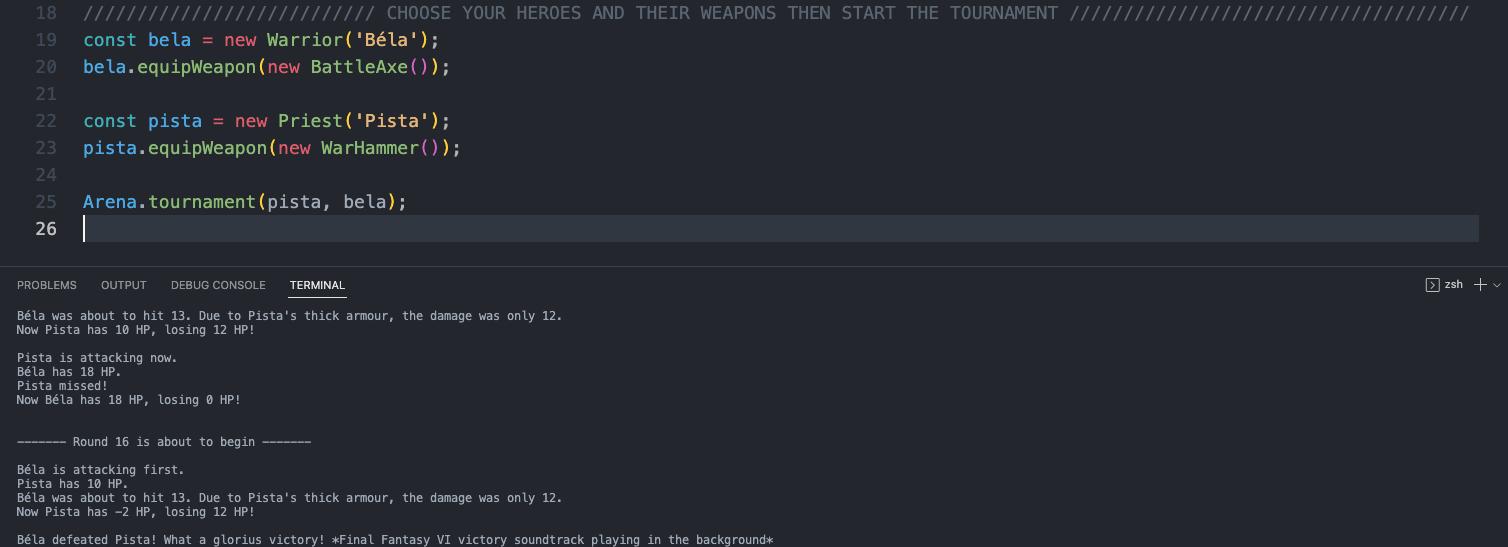 18 /////////////////////////// CHOOSE YOUR HEROES AND THEIR WEAPONS THEN START THE TOURNAMENT /////////////////////////////////////
19 const bela = new Warrior('Béla');
20 bela.equipWeapon(new BattleAxe());
21
22 const pista = new Priest('Pista');
23 pista.equipWeapon(new WarHammer());
24
25 Arena.tournament(pista, bela);
26
PROBLEMS OUTPUT DEBUG CONSOLE TERMINAL zsh
Béla was about to hit 13. Due to Pista's thick armour, the damage was only 12.
Now Pista has 10 HP, losing 12 HP!
Pista is attacking now.
Béla has 18 HP.
Pista missed!
Now Béla has 18 HP, losing 0 HP!
------- Round 16 is about to begin -------
Béla is attacking first.
Pista has 10 HP.
Béla was about to hit 13. Due to Pista's thick armour, the damage was only 12.
Now Pista has -2 HP, losing 12 HP!
Béla defeated Pista! What a glorius victory! *Final Fantasy VI victory soundtrack playing in the background*